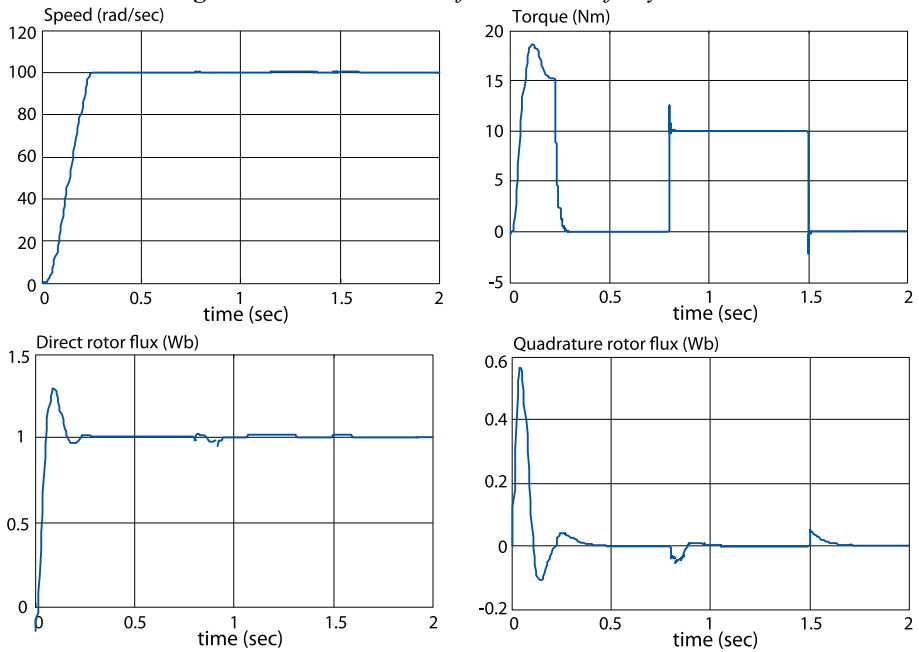 Speed (rad/sec)
120
100
80
60
40
20
0
0 0.5 1 1.5 2
time (sec)
Torque (Nm)
20
15
10
5
0
-5
0 0.5 1 1.5 2
time (sec)
Direct rotor flux (Wb)
1.5
1
0.5
0
0 0.5 1 1.5 2
time (sec)
Quadrature rotor flux (Wb)
0.6
0.4
0.2
0
-0.2
0 0.5 1 1.5 2
time (sec)